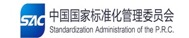 SAC 中国国家标准化管理委员会
Standardization Administration of the P.R.C.